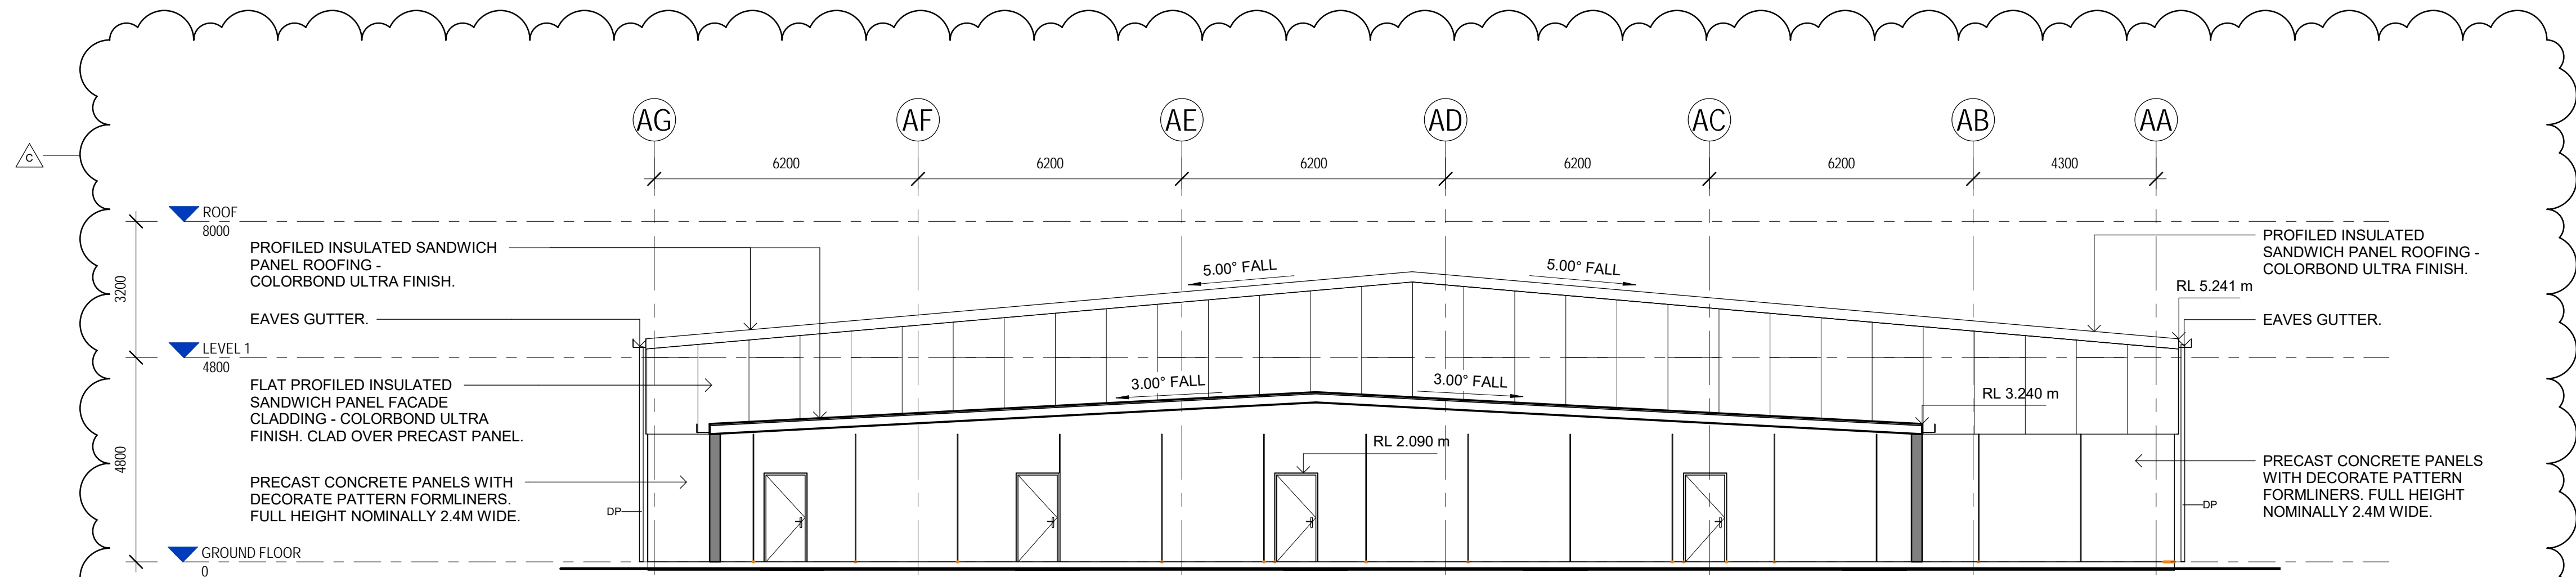 AG AF AE AD AC AB AA
C
6200 6200 6200 6200 6200 4300
ROOF
8000
PROFILED INSULATED SANDWICH
PANEL ROOFING -
COLORBOND ULTRA FINISH.
3200
EAVES GUTTER.
LEVEL 1
4800
FLAT PROFILED INSULATED
SANDWICH PANEL FACADE
CLADDING - COLORBOND ULTRA
FINISH. CLAD OVER PRECAST PANEL.
4800
PRECAST CONCRETE PANELS WITH
DECORATE PATTERN FORMLINERS.
FULL HEIGHT NOMINALLY 2.4M WIDE.
DP
GROUND FLOOR
0
5.00° FALL 5.00° FALL
3.00° FALL 3.00° FALL
RL 2.090 m
RL 3.240 m
RL 5.241 m
PROFILED INSULATED
SANDWICH PANEL ROOFING -
COLORBOND ULTRA FINISH.
EAVES GUTTER.
PRECAST CONCRETE PANELS
WITH DECORATE PATTERN
FORMLINERS. FULL HEIGHT
NOMINALLY 2.4M WIDE.
DP